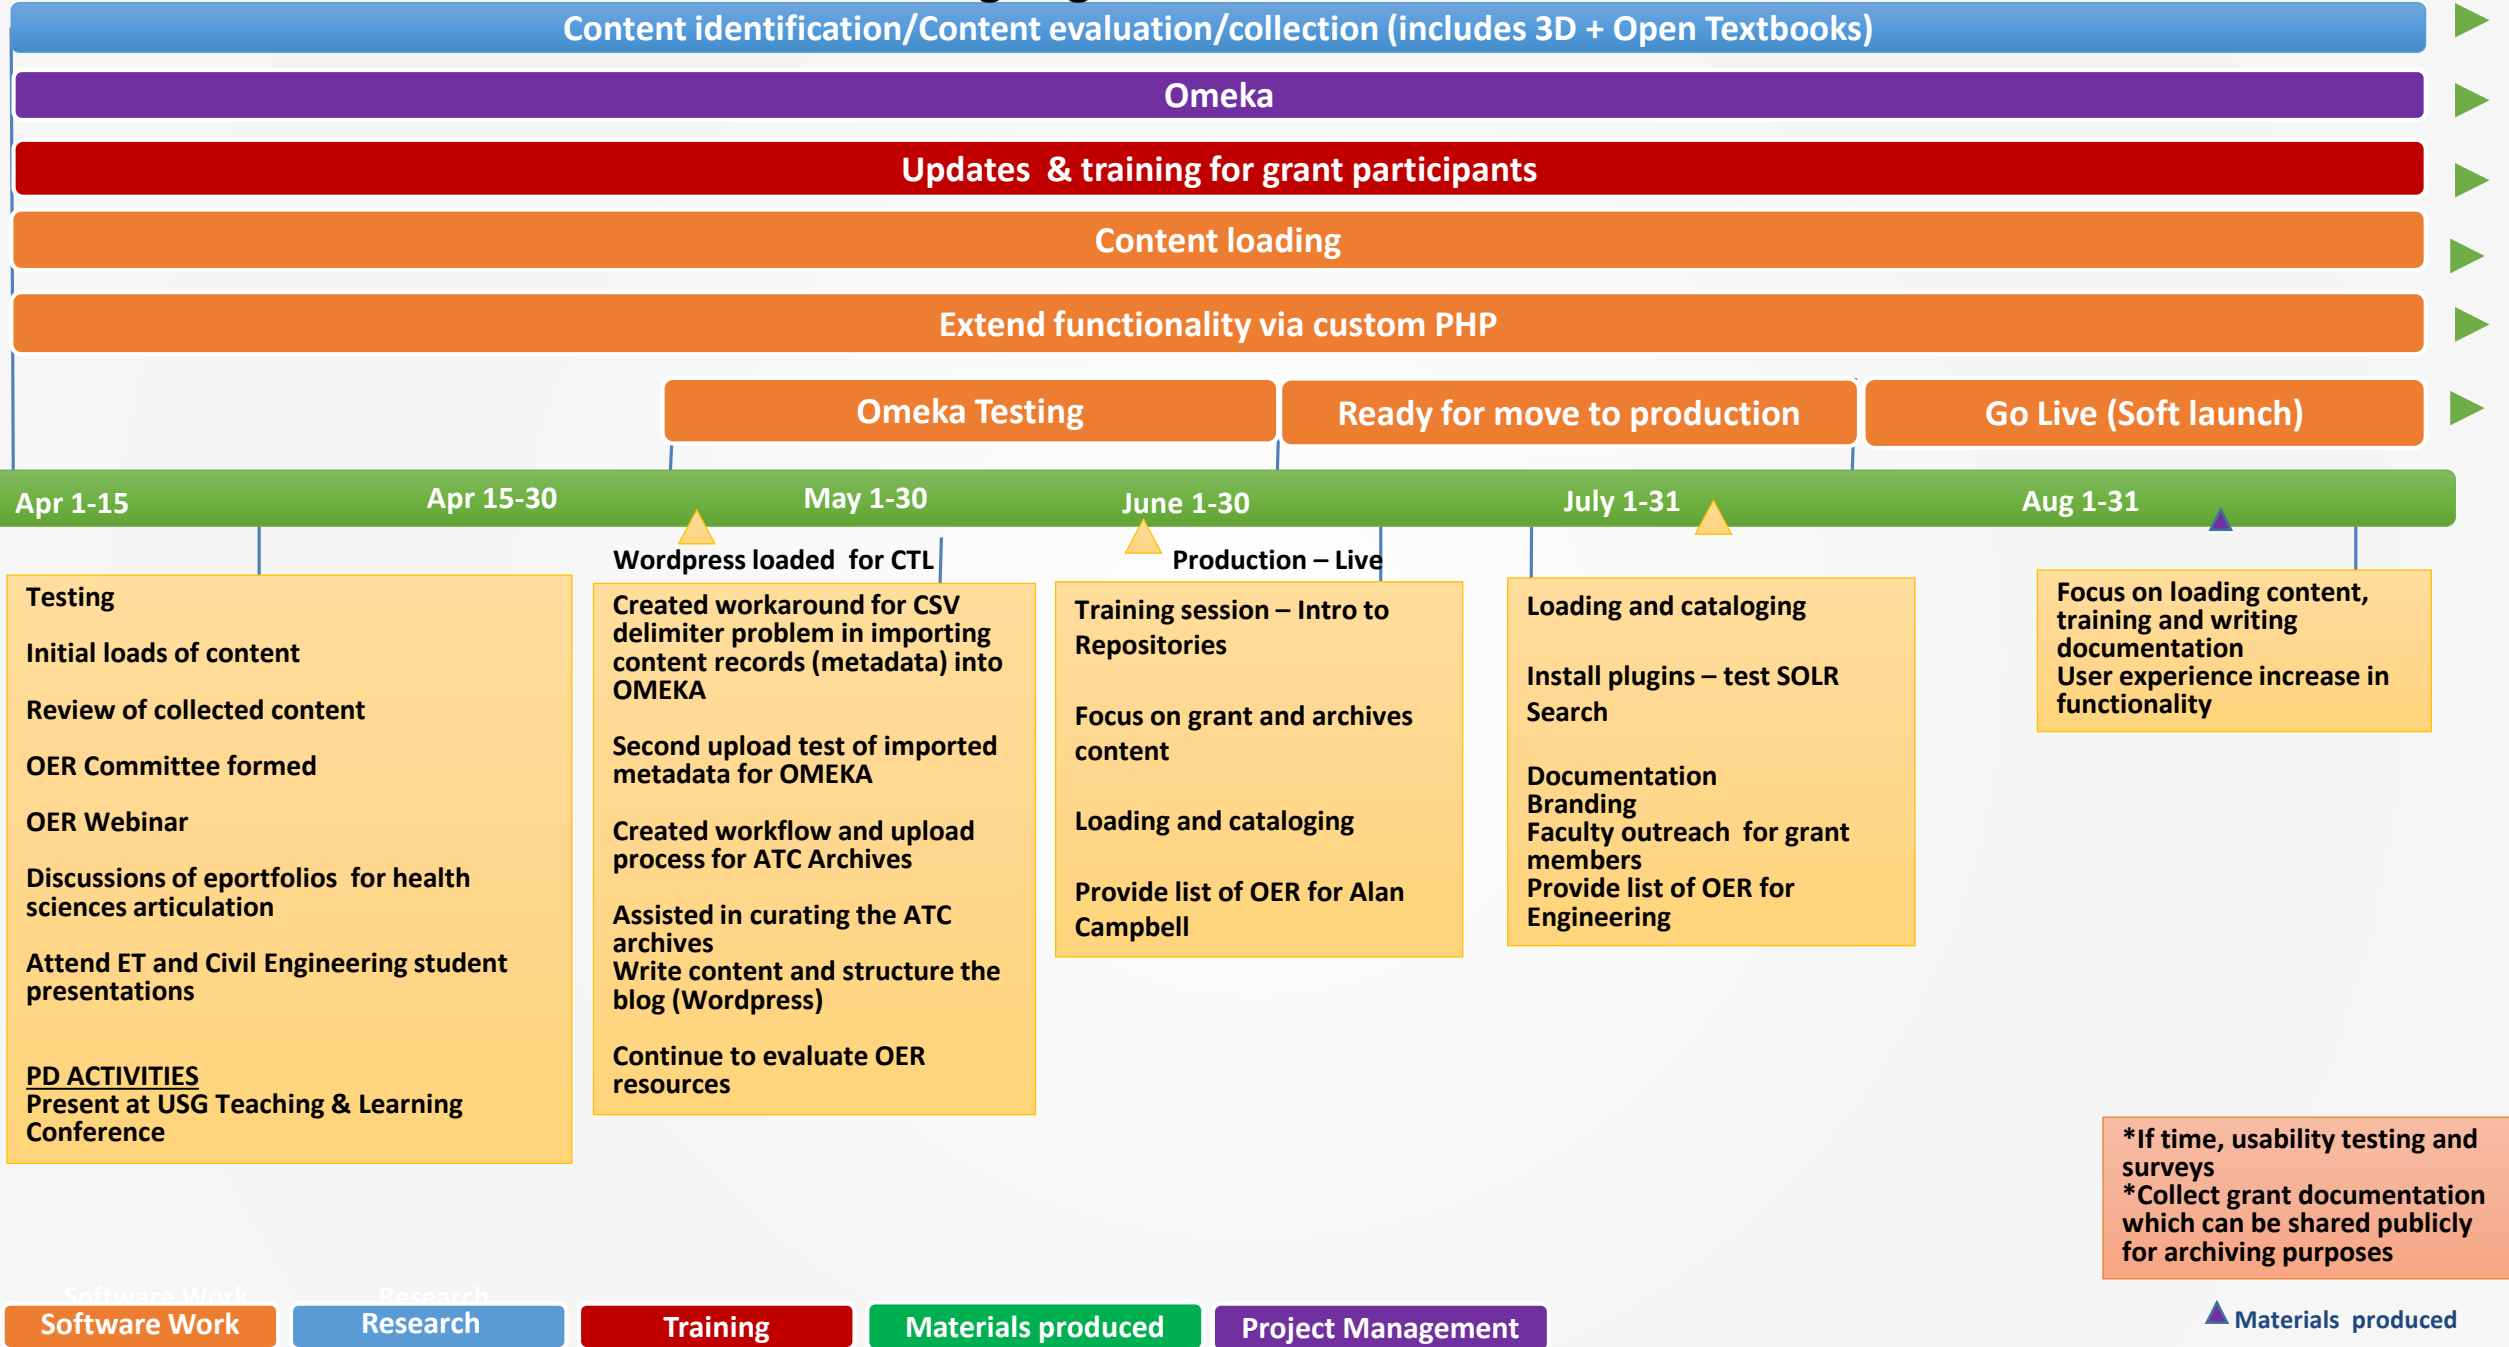 Content identification/Content evaluation/collection (includes 3D + Open Textbooks)
Omeka
Updates & training for grant participants
Content loading
Extend functionality via custom PHP
Omeka Testing
Ready for move to production
Go Live (Soft launch)
Apr 1-15
Apr 15-30
May 1-30
June 1-30
July 1-31
Aug 1-31
Wordpress loaded for CTL
Production – Live
Testing
Initial loads of content
Review of collected content
OER Committee formed
OER Webinar
Discussions of eportfolios for health
sciences articulation
Attend ET and Civil Engineering student
presentations
PD ACTIVITIES
Present at USG Teaching & Learning
Conference
Created workaround for CSV
delimiter problem in importing
content records (metadata) into
OMEKA
Second upload test of imported
metadata for OMEKA
Created workflow and upload
process for ATC Archives
Assisted in curating the ATC
archives
Write content and structure the
blog (Wordpress)
Continue to evaluate OER
resources
Training session – Intro to
Repositories
Focus on grant and archives
content
Loading and cataloging
Provide list of OER for Alan
Campbell
Loading and cataloging
Install plugins – test SOLR
Search
Documentation
Branding
Faculty outreach for grant
members
Provide list of OER for
Engineering
Focus on loading content,
training and writing
documentation
User experience increase in
functionality
*If time, usability testing and
surveys
*Collect grant documentation
which can be shared publicly
for archiving purposes
Software Work
Research
Software Work
Research
Training
Materials produced
Project Management
Materials produced